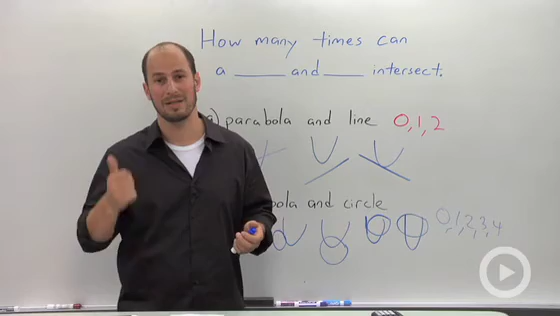 How many times can
a ____ and ____ intersect.
) parabola and line 0,1,2
bola and circle
0,1,2,3,4